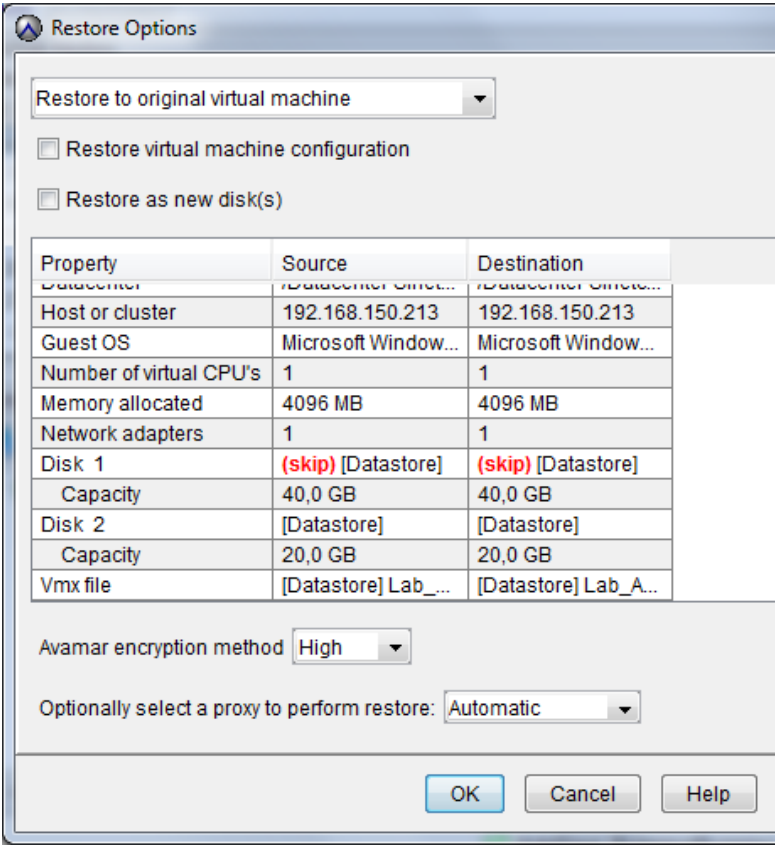 Restore Options
Restore to original virtual machine
Restore virtual machine configuration
Restore as new disk(s)
Property Source Destination
Host or cluster 192.168.150.213 192.168.150.213
Guest OS Microsoft Window... Microsoft Window...
Number of virtual CPU's 1 1
Memory allocated 4096 MB 4096 MB
Network adapters 1 1
Disk 1 (skip) [Datastore] (skip) [Datastore]
Capacity 40,0 GB 40,0 GB
Disk 2 [Datastore] [Datastore]
Capacity 20,0 GB 20,0 GB
Vmx file [Datastore] Lab_... [Datastore] Lab_A...
Avamar encryption method High
Optionally select a proxy to perform restore: Automatic
OK Cancel Help